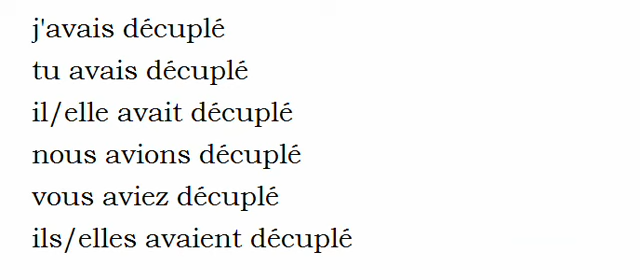 j'avais décuplé
tu avais décuplé
il/elle avait décuplé
nous avions décuplé
vous aviez décuplé
ils/elles avaient décuplé